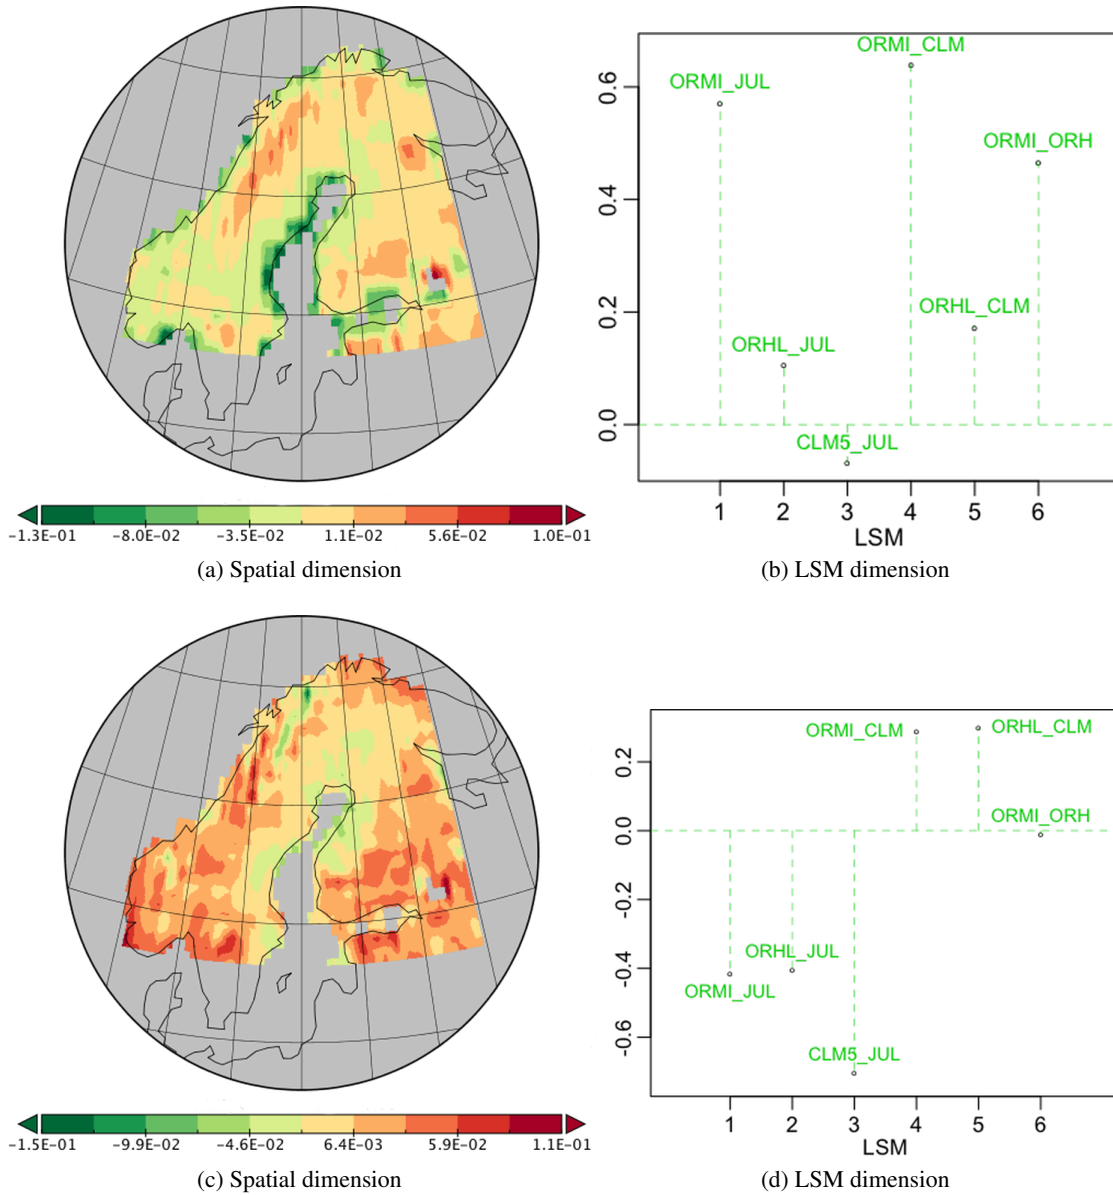 ORMI_CLM
ORMI_JUL
ORMI_ORH
ORHL_CLM
ORHL_JUL
CLM5_JUL
0.6
0.4
0.2
0.0
1 2 3 4 5 6
LSM
−1.3E−01 −8.0E−02 −3.5E−02 1.1E−02 5.6E−02 1.0E−01
(a) Spatial dimension
(b) LSM dimension
ORMI_CLM
ORHL_CLM
ORMI_ORH
ORHL_JUL
ORMI_JUL
CLM5_JUL
0.2
0.0
-0.2
-0.4
-0.6
1 2 3 4 5 6
LSM
−1.5E−01 −9.9E−02 −4.6E−02 6.4E−03 5.9E−02 1.1E−01
(c) Spatial dimension
(d) LSM dimension